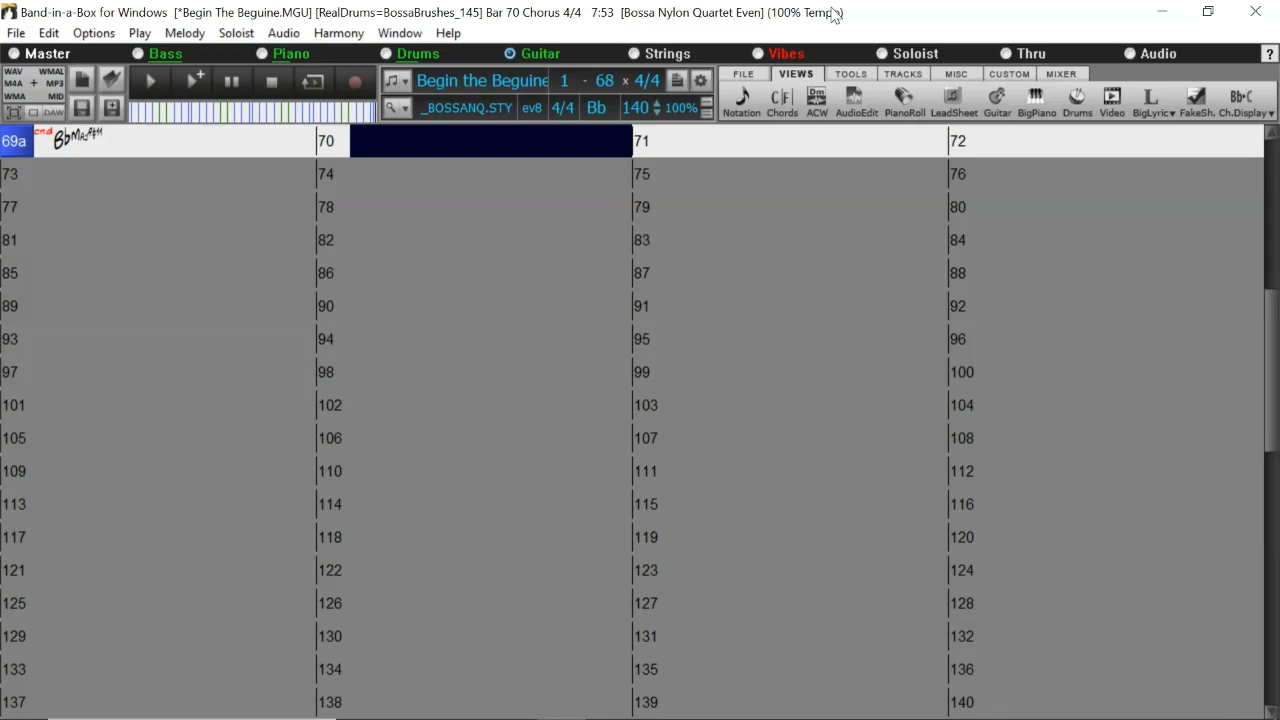 Band-in-a-Box for Windows [*Begin The Beguine.MGU] [RealDrums=BossaBrushes_145] Bar 70 Chorus 4/4 7:53 [Bossa Nylon Quartet Even] (100% Tempo)
File Edit Options Play Melody Soloist Audio Harmony Window Help
Master Bass Piano Drums Guitar Strings Vibes Soloist Thru Audio ?
WAV WMAL
M4A + MP3
WMA MID
DAW
Begin the Beguine 1 - 68 x 4/4
_BOSSANQ.STY ev8 4/4 Bb 140 100%
FILE VIEWS TOOLS TRACKS MISC CUSTOM MIXER
Notation Chords ACW AudioEdit PianoRoll LeadSheet Guitar BigPiano Drums Video BigLyric FakeSh. Ch.Display
69a end 70 71 72
73 74 75 76
77 78 79 80
81 82 83 84
85 86 87 88
89 90 91 92
93 94 95 96
97 98 99 100
101 102 103 104
105 106 107 108
109 110 111 112
113 114 115 116
117 118 119 120
121 122 123 124
125 126 127 128
129 130 131 132
133 134 135 136
137 138 139 140